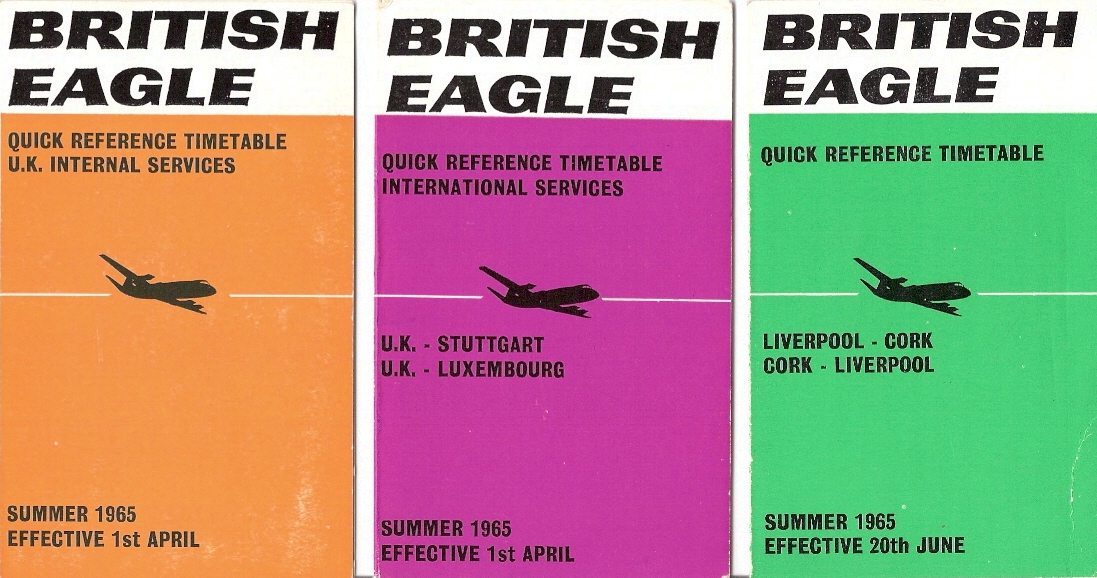 BRITISH
EAGLE
QUICK REFERENCE TIMETABLE
U.K. INTERNAL SERVICES
SUMMER 1965
EFFECTIVE 1st APRIL
BRITISH
EAGLE
QUICK REFERENCE TIMETABLE
INTERNATIONAL SERVICES
U.K. - STUTTGART
U.K. - LUXEMBOURG
SUMMER 1965
EFFECTIVE 1st APRIL
BRITISH
EAGLE
QUICK REFERENCE TIMETABLE
LIVERPOOL - CORK
CORK - LIVERPOOL
SUMMER 1965
EFFECTIVE 20th JUNE